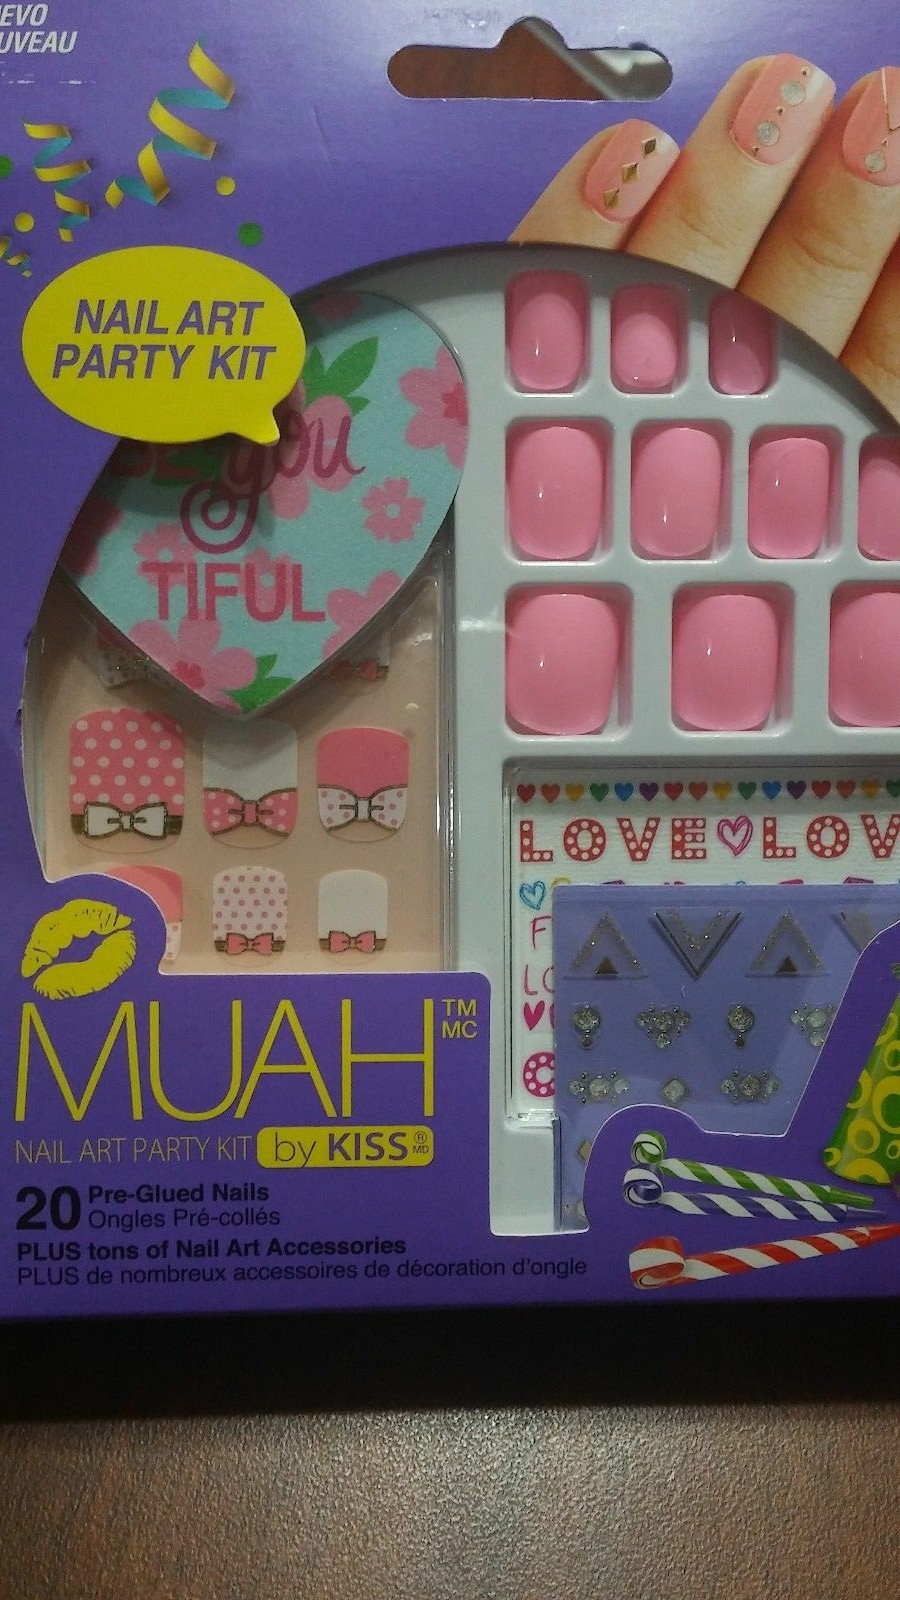 EVO
UVEAU
NAIL ART
PARTY KIT
BE you
TIFUL
LOVE LOV
F
LO
MUAH TM
MC
NAIL ART PARTY KIT by KISS® MD
20 Pre-Glued Nails
Ongles Pré-collés
PLUS tons of Nail Art Accessories
PLUS de nombreux accessoires de décoration d'ongle